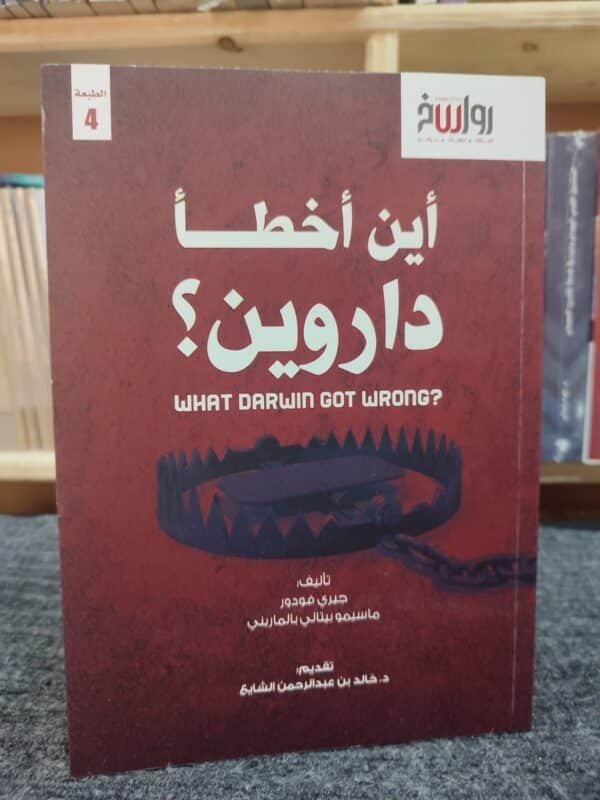 الطبعة
4
رواسخ
أين أخطأ
داروين؟
WHAT DARWIN GOT WRONG?
تأليف:
جيري فودور
ماسيمو بيتالي بالماريني
تقديم:
د. خالد بن عبدالرحمن الشايع